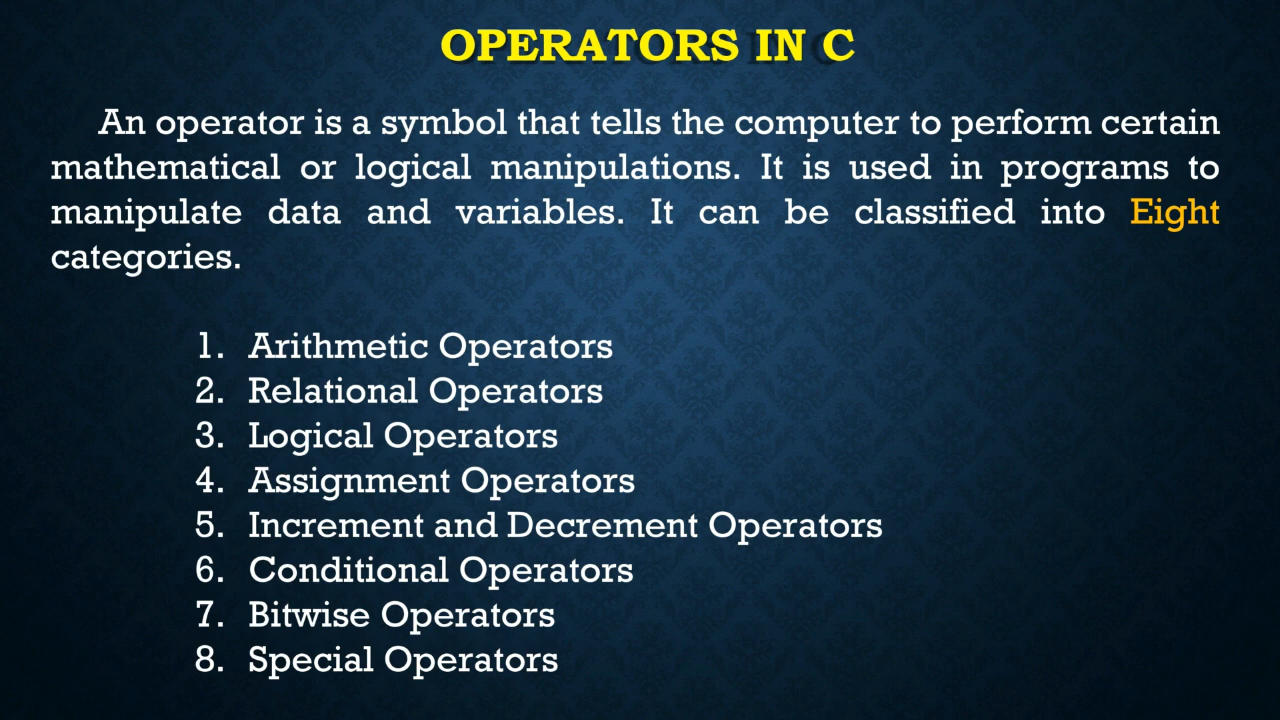 OPERATORS IN C
An operator is a symbol that tells the computer to perform certain
mathematical or logical manipulations. It is used in programs to
manipulate data and variables. It can be classified into Eight
categories.
1. Arithmetic Operators
2. Relational Operators
3. Logical Operators
4. Assignment Operators
5. Increment and Decrement Operators
6. Conditional Operators
7. Bitwise Operators
8. Special Operators